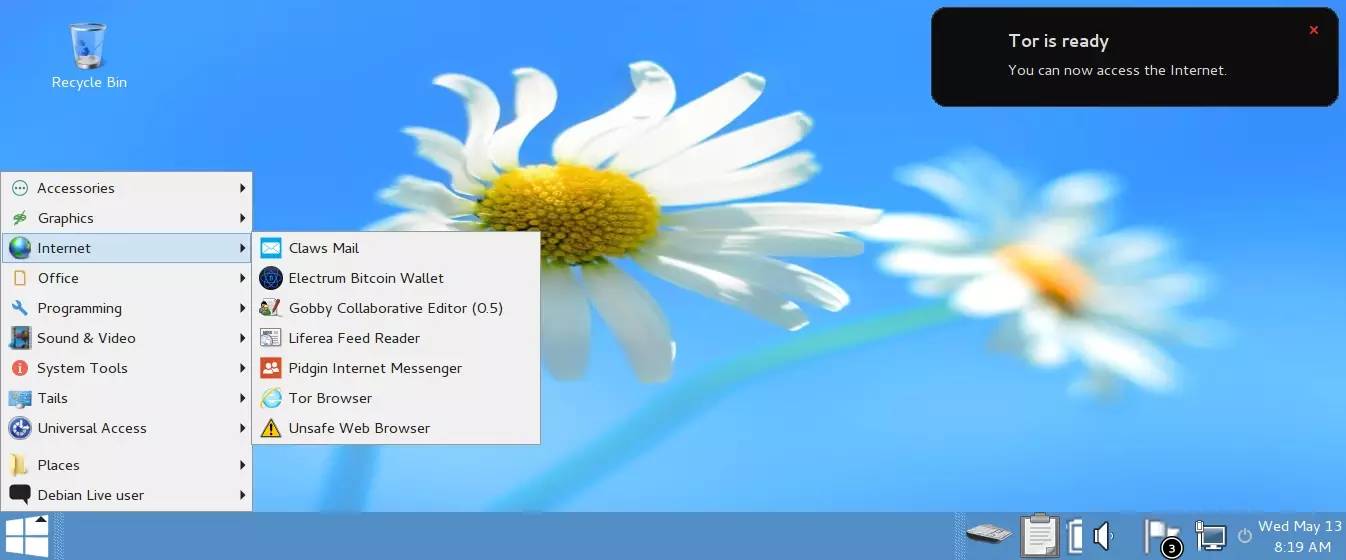 Recycle Bin
Tor is ready
You can now access the Internet.
Accessories
Graphics
Internet
Office
Programming
Sound & Video
System Tools
Tails
Universal Access
Places
Debian Live user
Claws Mail
Electrum Bitcoin Wallet
Gobby Collaborative Editor (0.5)
Liferea Feed Reader
Pidgin Internet Messenger
Tor Browser
Unsafe Web Browser
3
Wed May 13
8:19 AM